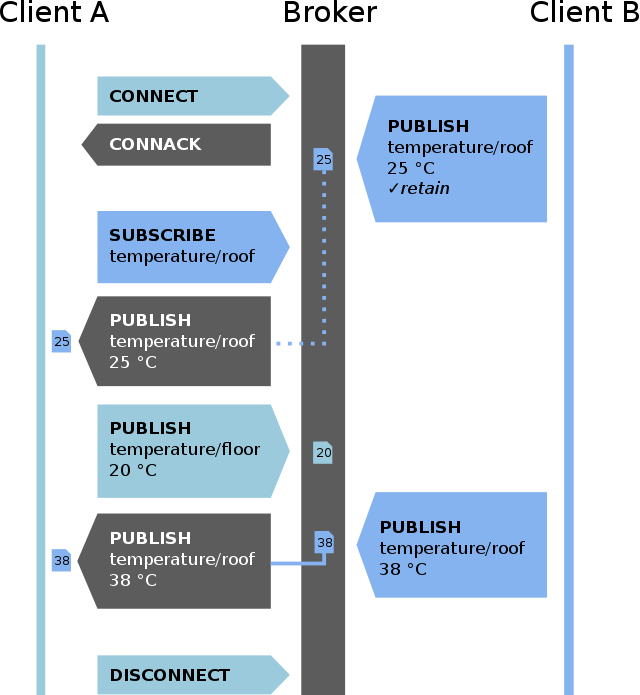 Client A
Broker
Client B
CONNECT
CONNACK
PUBLISH
temperature/roof
25 °C
✓retain
25
SUBSCRIBE
temperature/roof
PUBLISH
temperature/roof
25 °C
25
PUBLISH
temperature/floor
20 °C
20
PUBLISH
temperature/roof
38 °C
38
PUBLISH
temperature/roof
38 °C
38
DISCONNECT